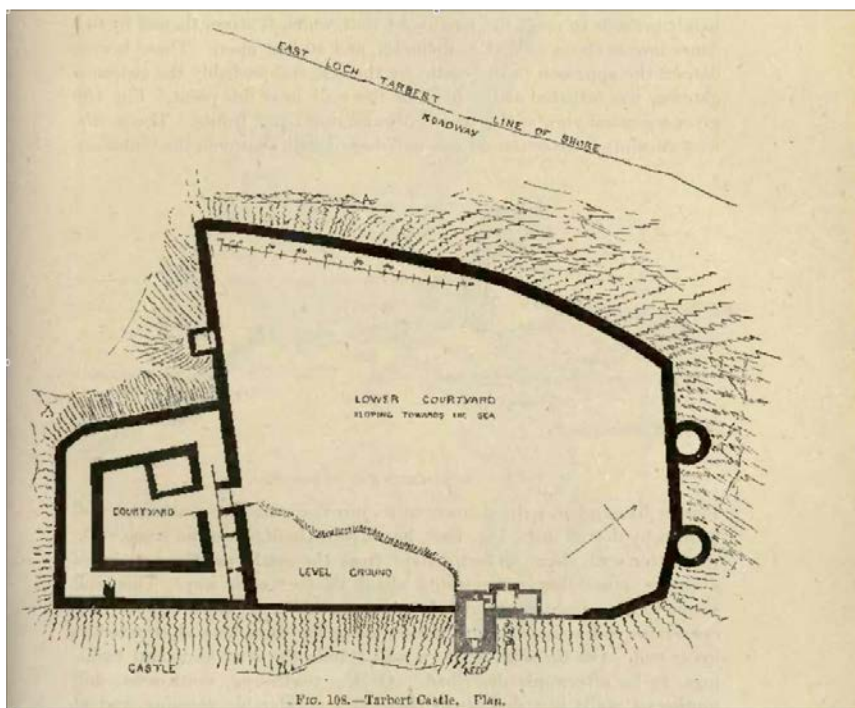 EAST LOCH TARBERT LINE OF SHORE
ROADWAY
LOWER COURTYARD
SLOPING TOWARDS THE SEA
COURTYARD
LEVEL GROUND
CASTLE
KEEP
FIG. 108.—Tarbert Castle. Plan.